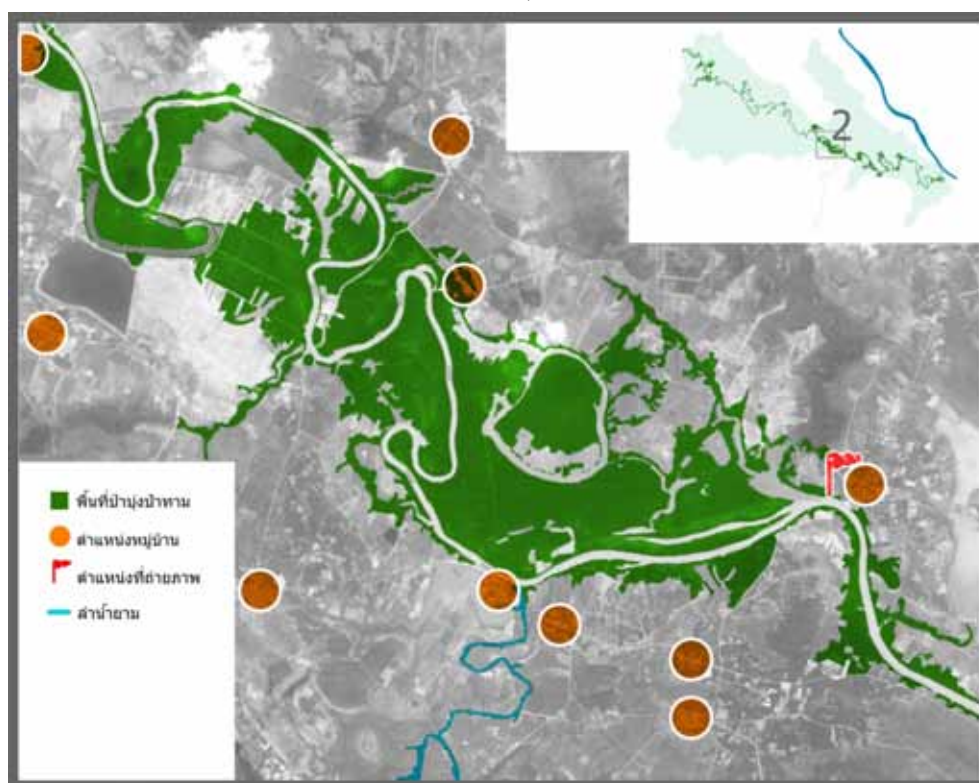 2
พื้นที่ป่าบุ่งป่าทาม
ตำแหน่งหมู่บ้าน
ตำแหน่งที่ถ่ายภาพ
ลำน้ำยาม